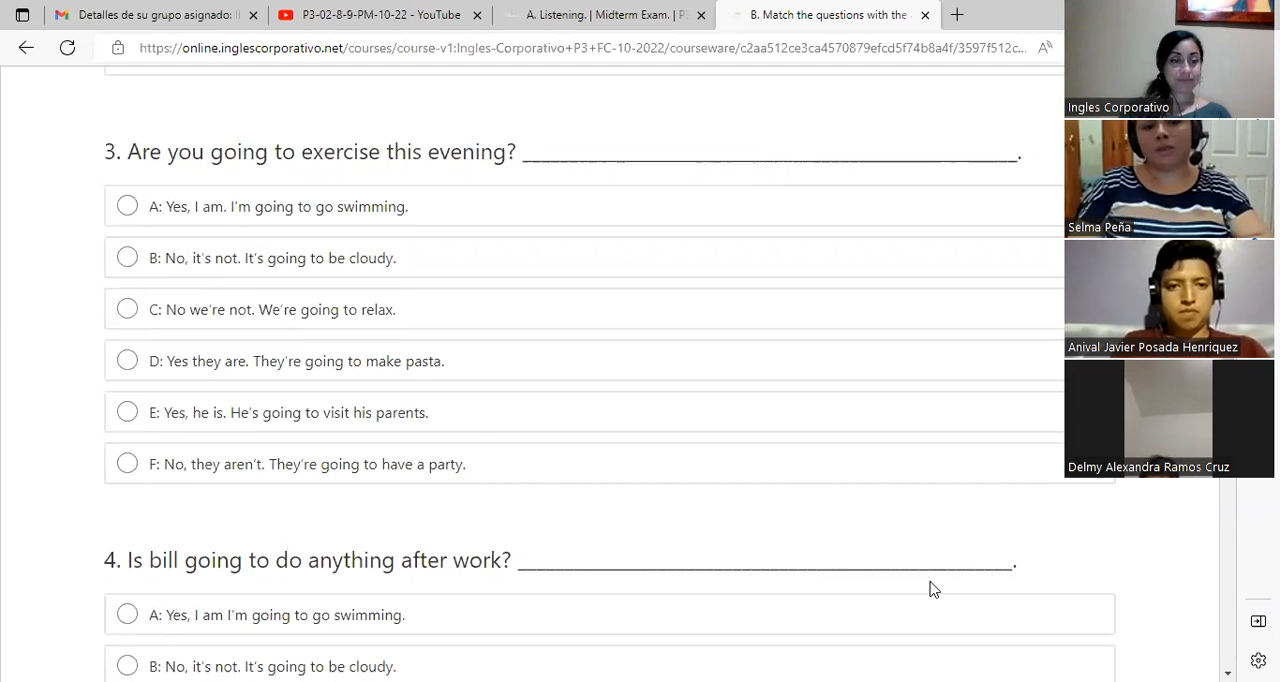 Detalles de su grupo asignado: I
P3-02-8-9-PM-10-22 - YouTube
A. Listening. | Midterm Exam. | P
B. Match the questions with the
https://online.inglescorporativo.net/courses/course-v1:Ingles-Corporativo+P3+FC-10-2022/courseware/c2aa512ce3ca4570879efcd5f74b8a4f/3597f512c...
3. Are you going to exercise this evening? ______________________________________________.
A: Yes, I am. I'm going to go swimming.
B: No, it's not. It's going to be cloudy.
C: No we're not. We're going to relax.
D: Yes they are. They're going to make pasta.
E: Yes, he is. He's going to visit his parents.
F: No, they aren't. They're going to have a party.
4. Is bill going to do anything after work? ______________________________________________.
A: Yes, I am I'm going to go swimming.
B: No, it's not. It's going to be cloudy.
Ingles Corporativo
Selma Peña
Anival Javier Posada Henriquez
Delmy Alexandra Ramos Cruz